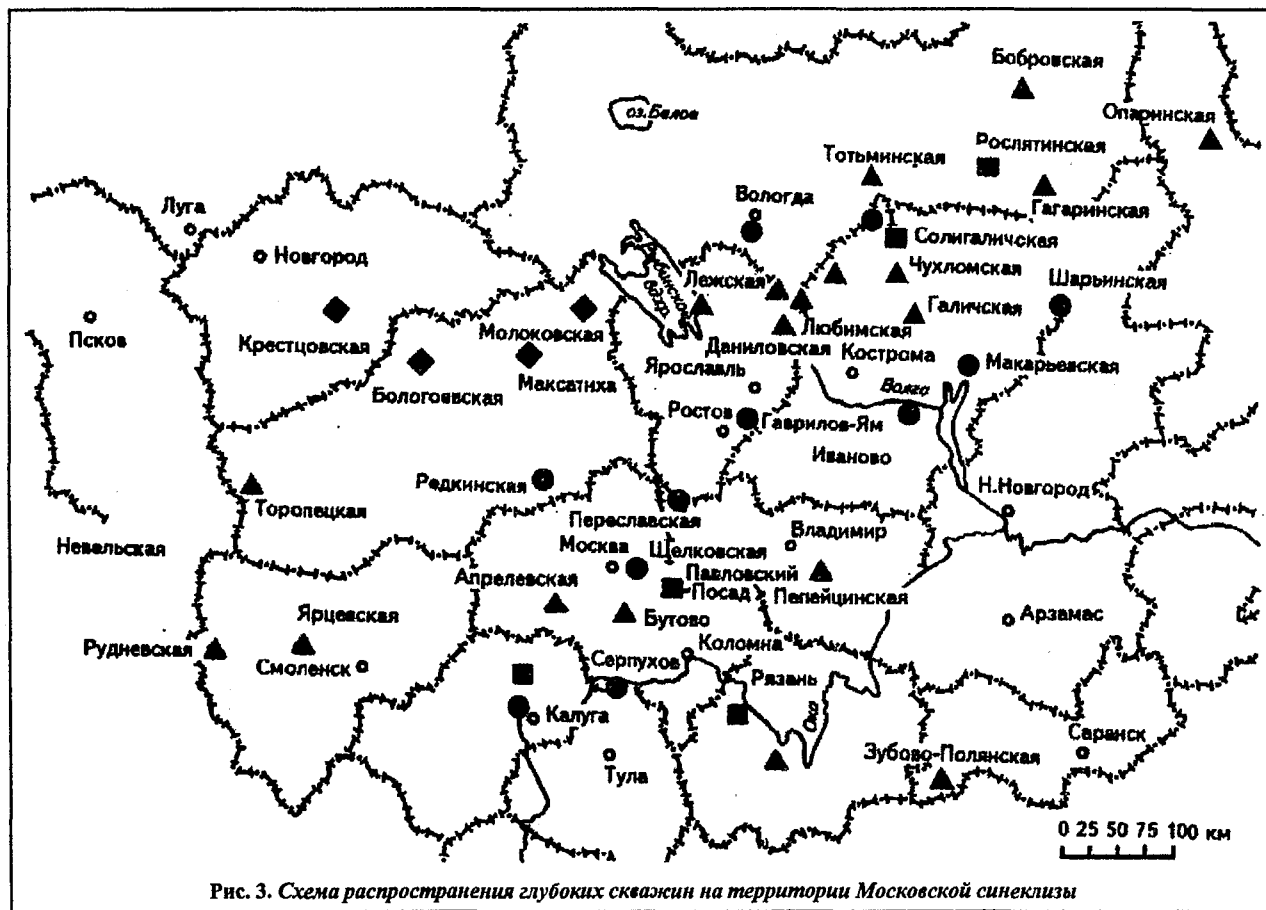 Бобровская
Опаринская
оз. Белое
Рослятинская
Тотьминская
Луга
Вологда
Гагаринская
Солигаличская
Новгород
Рыбинское
вдхр.
Лежская
Чухломская
Шарьинская
Галичская
Псков
Крестцовская
Молоковская
Любимская
Даниловская
Кострома
Макарьевская
Бологоевская
Максатиха
Ярославль
Волга
Ростов
Гаврилов-Ям
Иваново
Редкинская
Торопецкая
Н.Новгород
Переславская
Владимир
Невельская
Москва
Щелковская
Апрелевская
Павловский
Посад
Пепейцинская
Ярцевская
Бутово
Арзамас
Рудневская
Смоленск
Серпухов
Коломна
Рязань
Калуга
Ока
Саранск
Зубово-Полянская
Тула
0 25 50 75 100 км
Рис. 3. Схема распространения глубоких скважин на территории Московской синеклизы